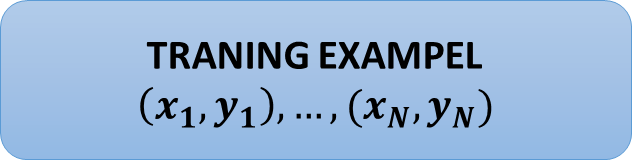 TRANING EXAMPEL
(x₁, y₁), ... , (x_N, y_N)